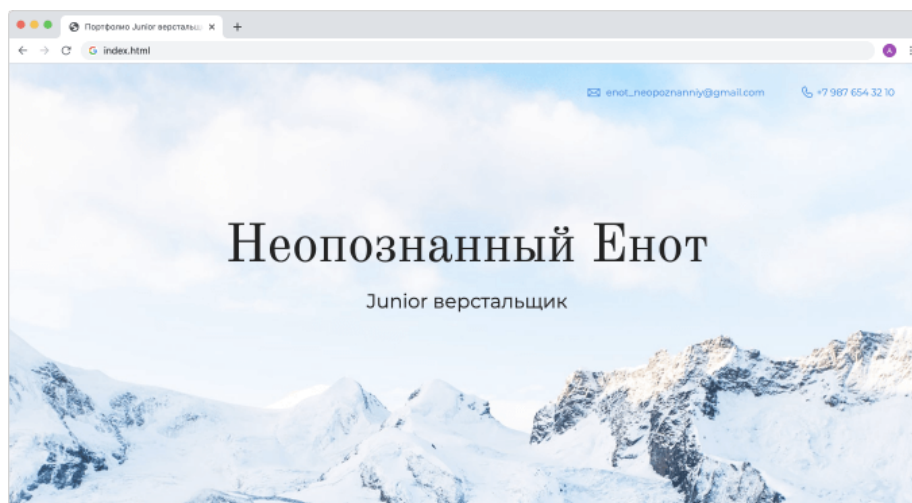 Портфолио Junior верстальщ
index.html
A
enot_neopoznanniy@gmail.com +7 987 654 32 10
Неопознанный Енот
Junior верстальщик